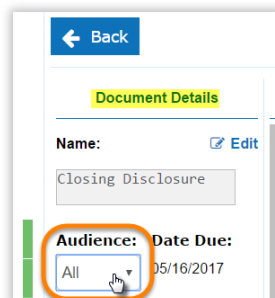 Back
Document Details
Name: Edit
Closing Disclosure
Audience: Date Due:
All 05/16/2017